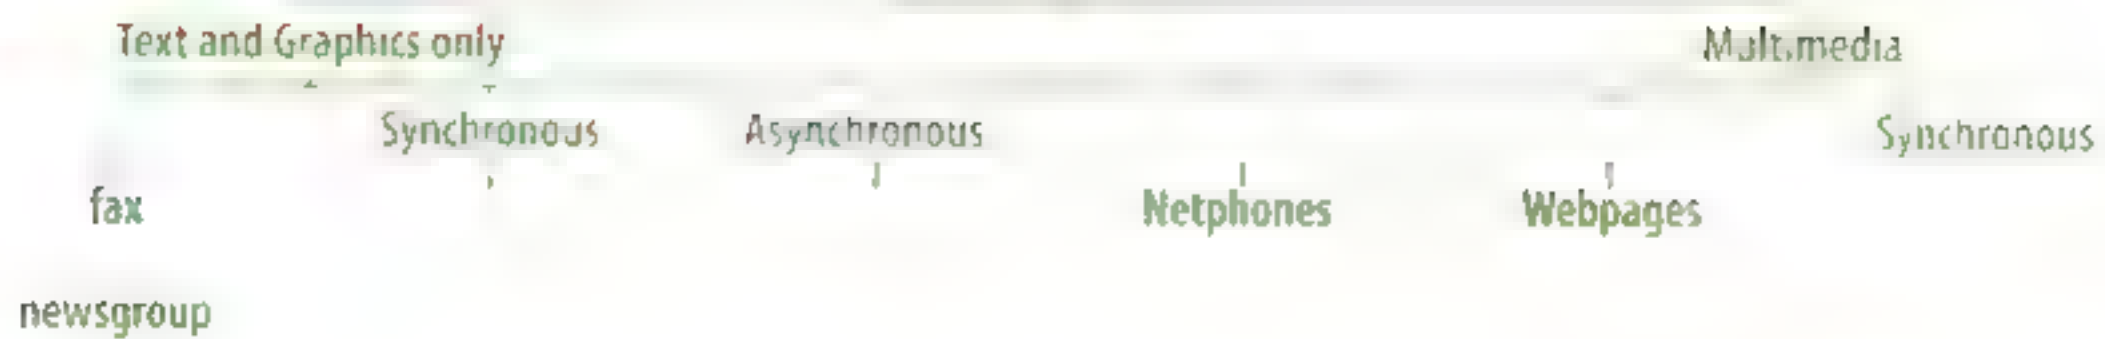 Text and Graphics only Multimedia
Synchronous Asynchronous Synchronous
fax Netphones Webpages
newsgroup